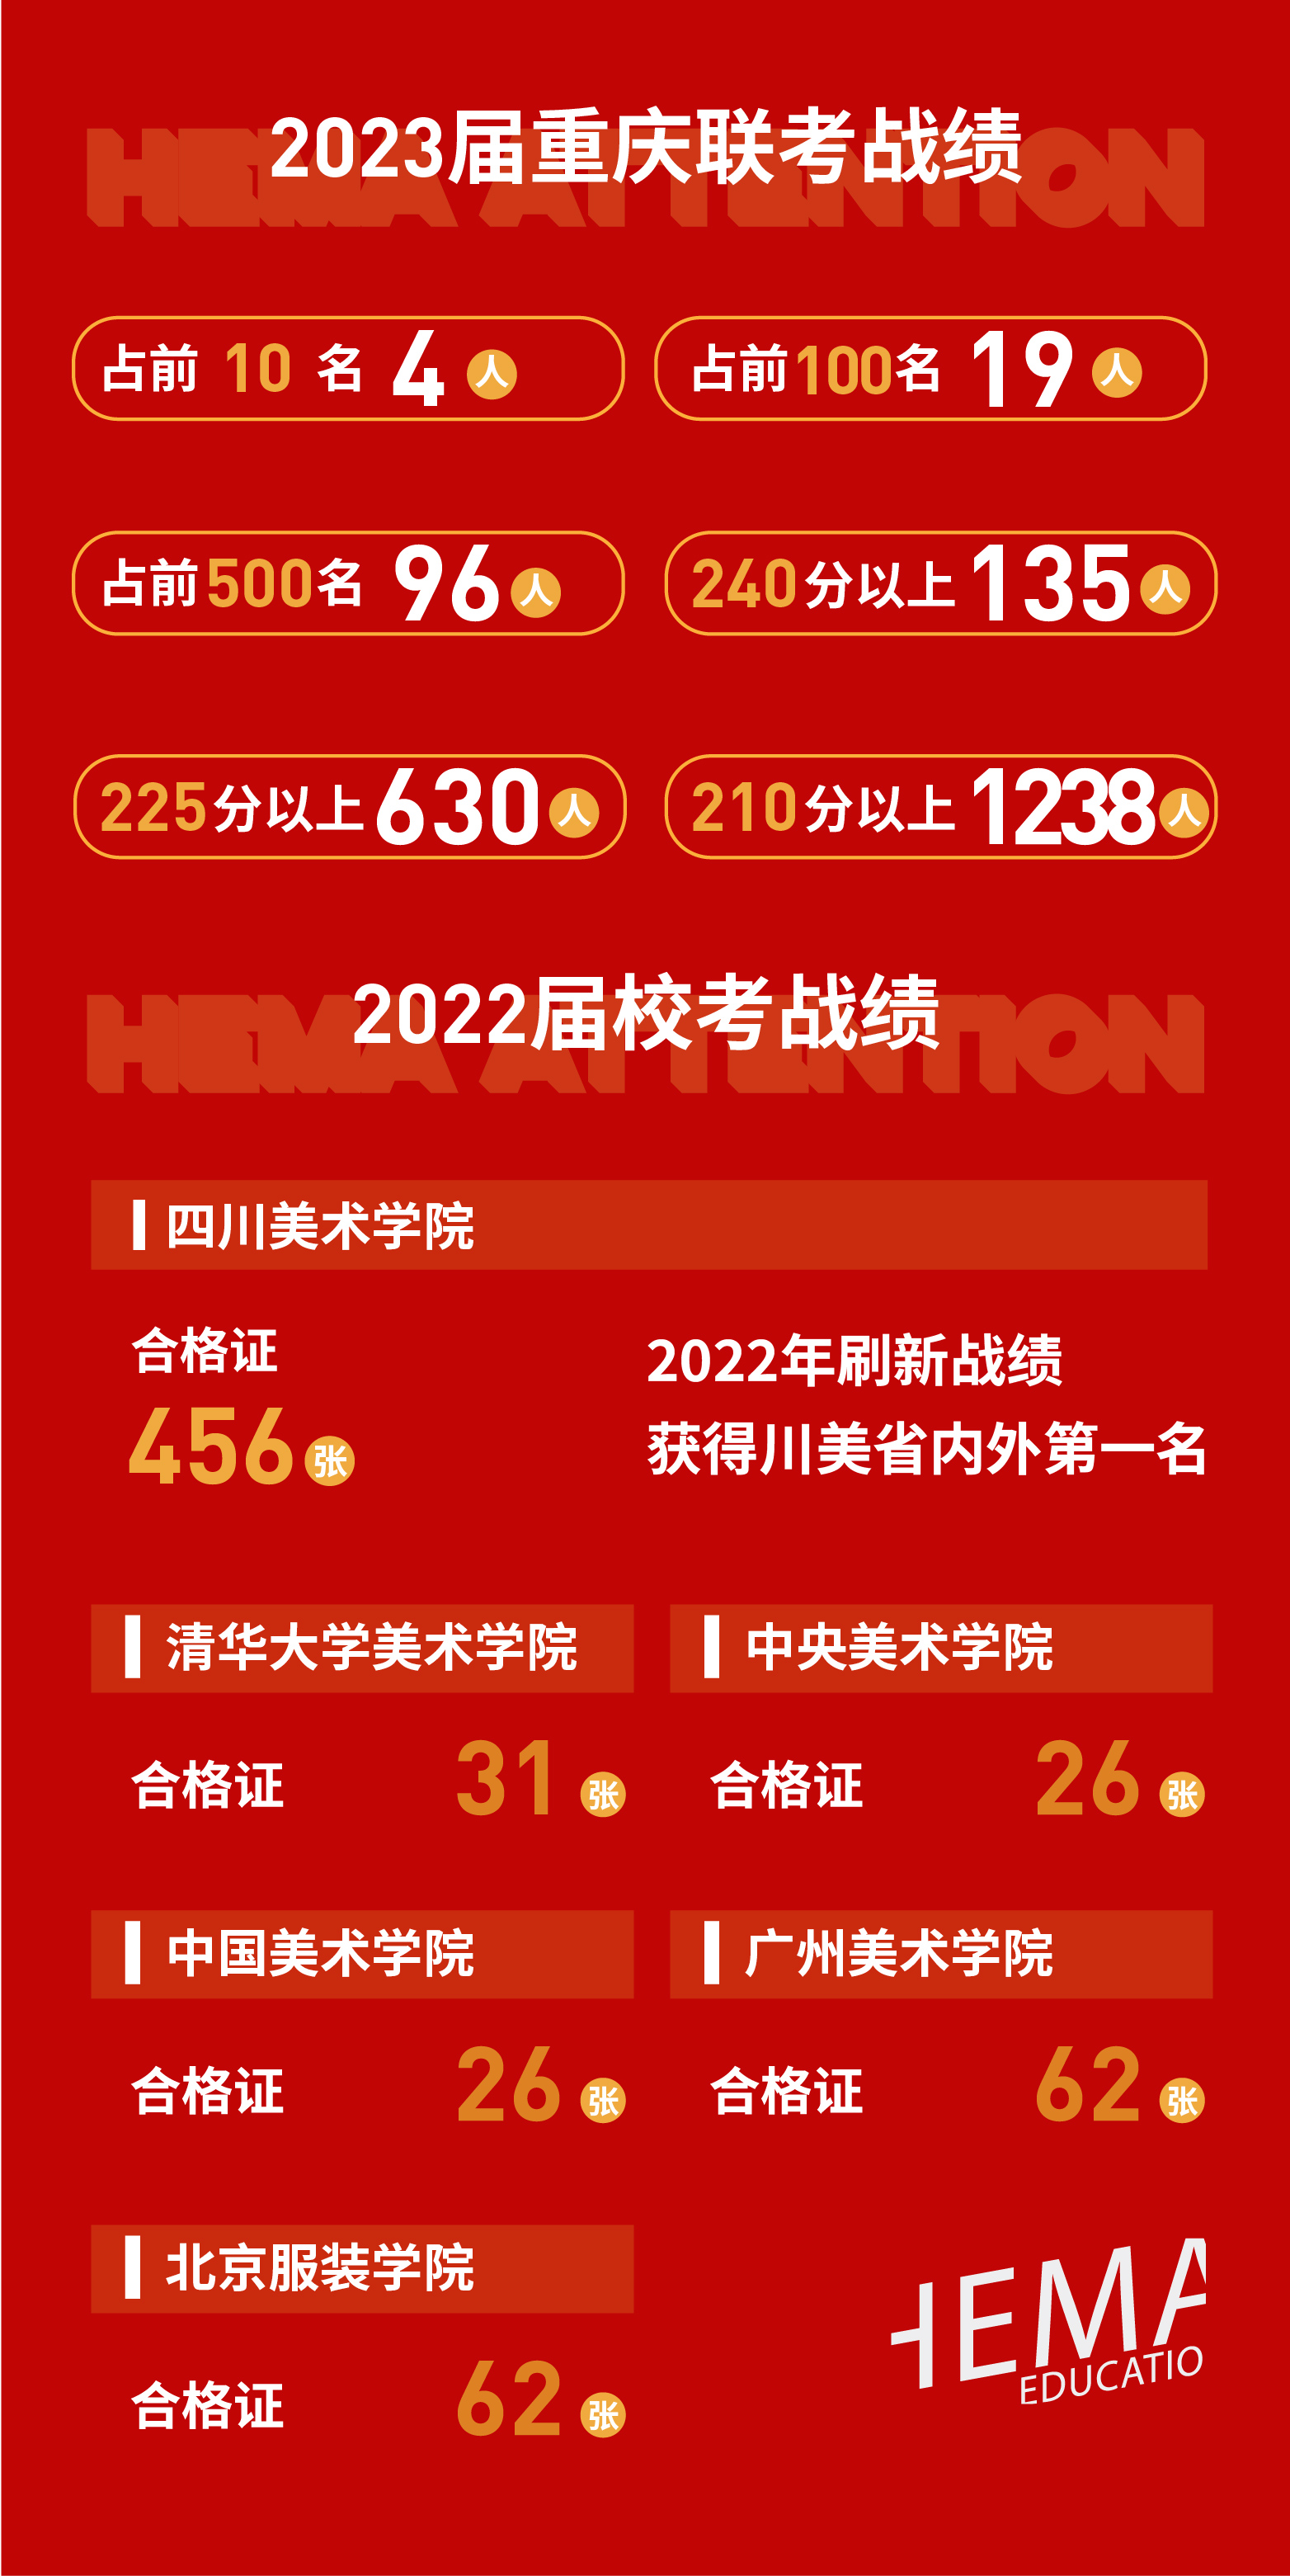 2023届重庆联考战绩
HEMA ATTENTION
占前 10 名 4 人
占前100名 19 人
占前500名 96 人
240分以上 135 人
225分以上 630 人
210分以上 1238 人
2022届校考战绩
HEMA ATTENTION
四川美术学院
合格证
456 张
2022年刷新战绩
获得川美省内外第一名
清华大学美术学院
合格证 31 张
中央美术学院
合格证 26 张
中国美术学院
合格证 26 张
广州美术学院
合格证 62 张
北京服装学院
合格证 62 张
HEMA
EDUCATIO